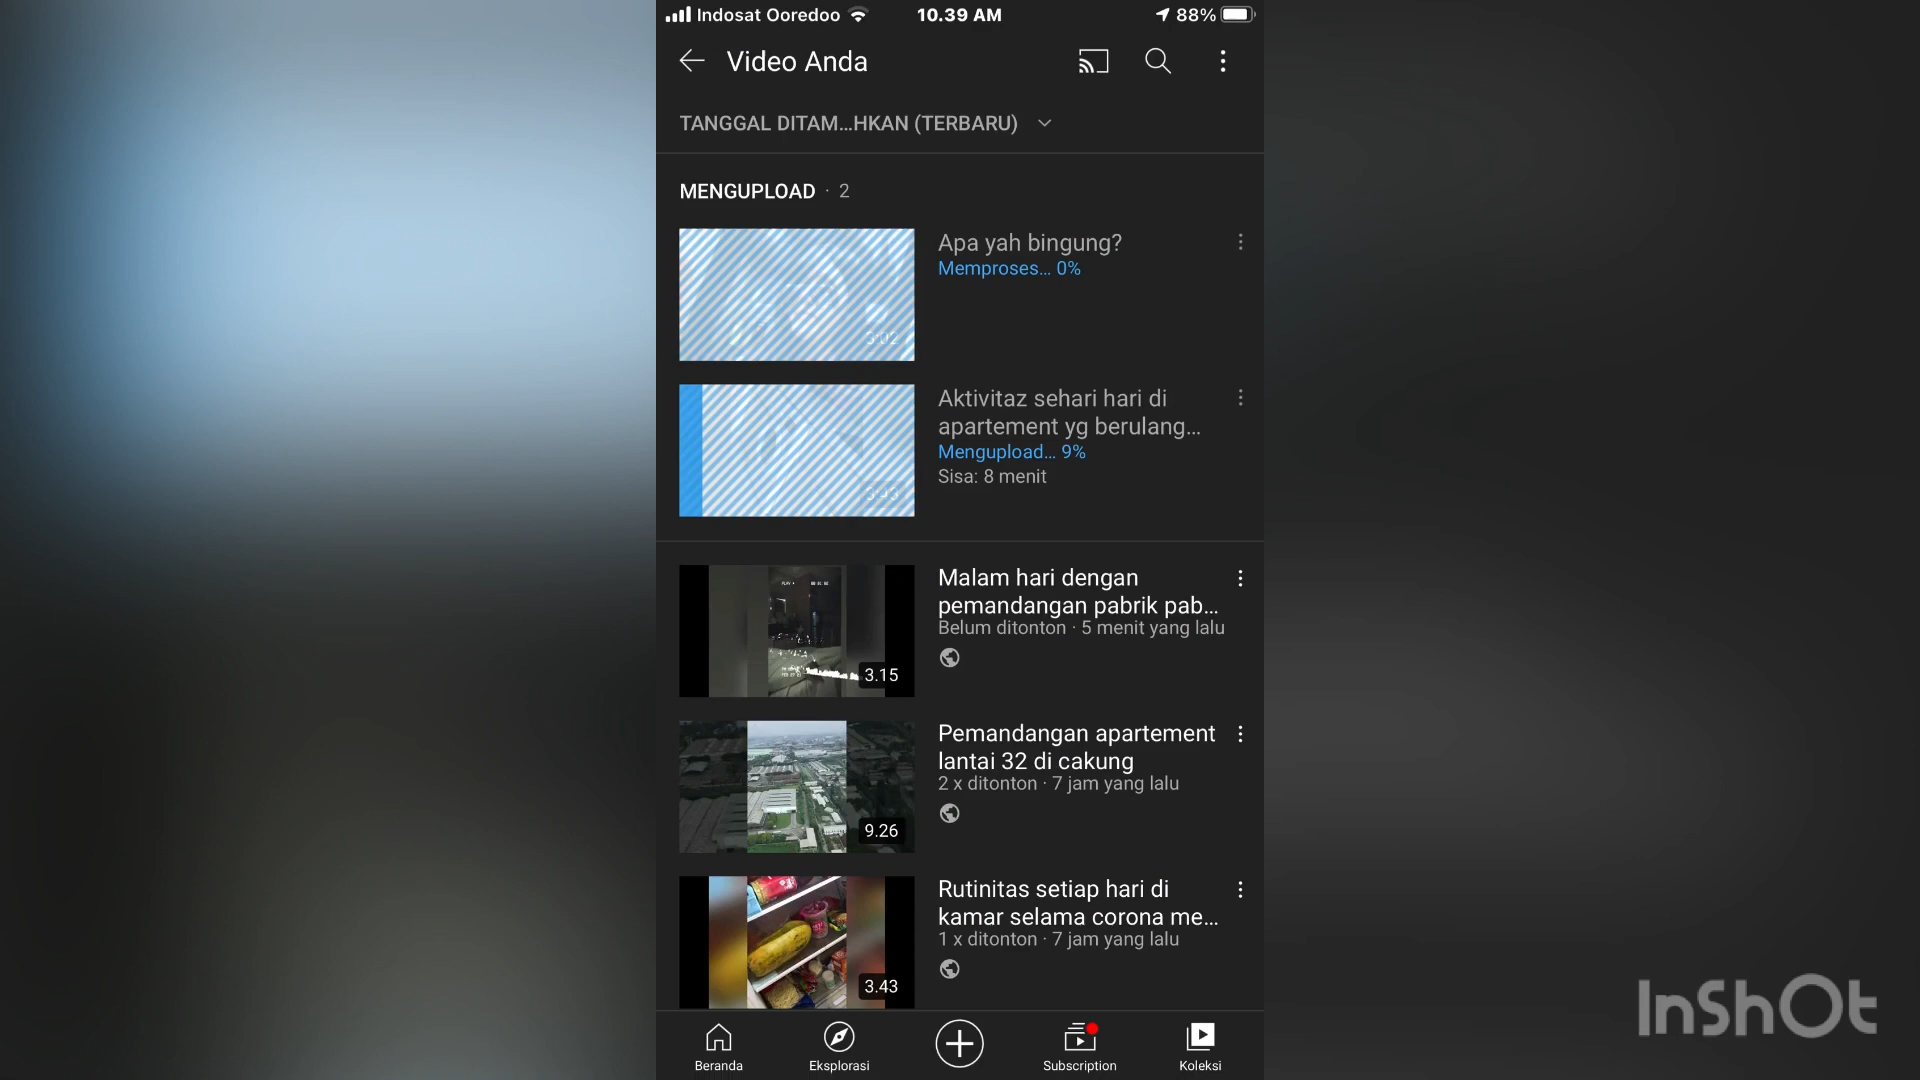 Indosat Ooredoo
10.39 AM
88%
Video Anda
TANGGAL DITAM...HKAN (TERBARU)
MENGUPLOAD · 2
Apa yah bingung?
Memproses... 0%
Aktivitaz sehari hari di
apartement yg berulang...
Mengupload... 9%
Sisa: 8 menit
Malam hari dengan
pemandangan pabrik pab...
Belum ditonton · 5 menit yang lalu
3.15
Pemandangan apartement
lantai 32 di cakung
2 x ditonton · 7 jam yang lalu
9.26
Rutinitas setiap hari di
kamar selama corona me...
1 x ditonton · 7 jam yang lalu
3.43
Beranda
Eksplorasi
Subscription
Koleksi
InShOt